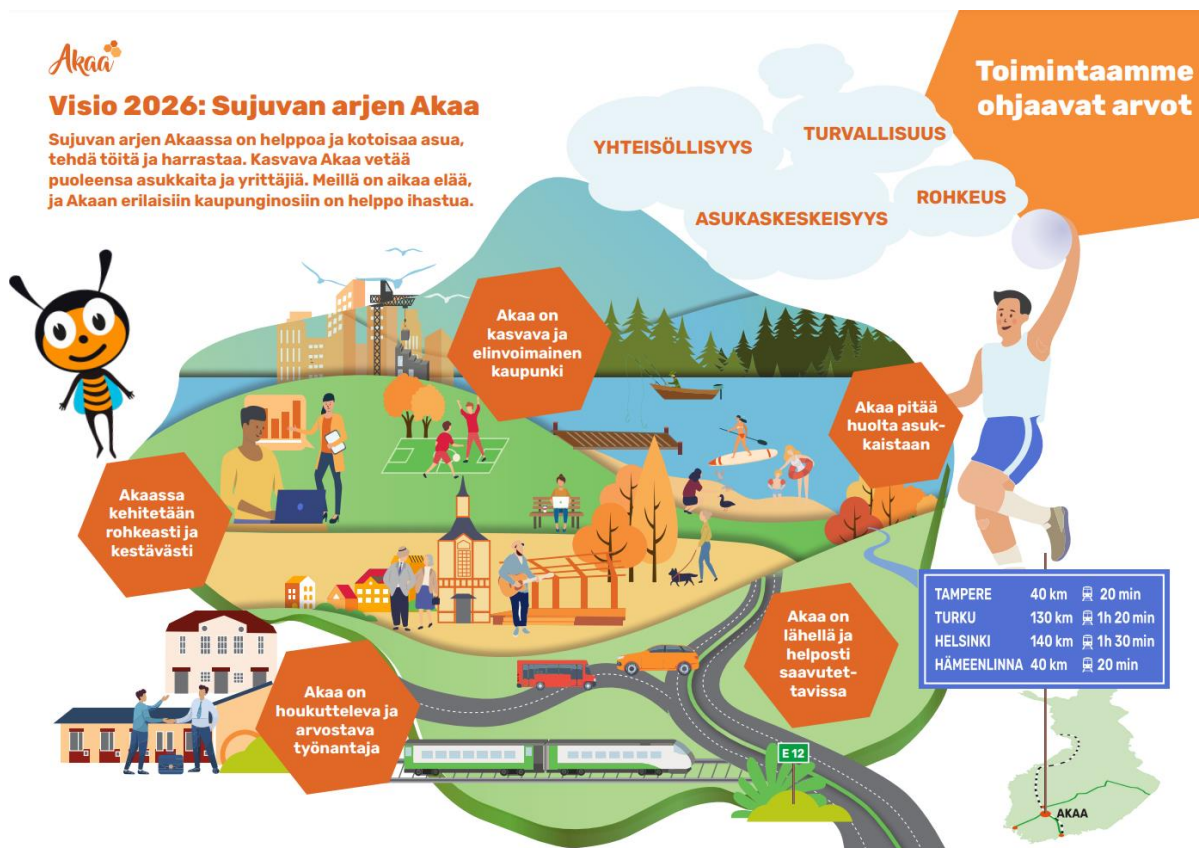 Akaa
Visio 2026: Sujuvan arjen Akaa
Sujuvan arjen Akaassa on helppoa ja kotoisaa asua,
tehdä töitä ja harrastaa. Kasvava Akaa vetää
puoleensa asukkaita ja yrittäjiä. Meillä on aikaa elää,
ja Akaan erilaisiin kaupunginosiin on helppo ihastua.
Toimintaamme
ohjaavat arvot
YHTEISÖLLISYYS
TURVALLISUUS
ASUKASKESKEISYYS
ROHKEUS
Akaa on
kasvava ja
elinvoimainen
kaupunki
Akaa pitää
huolta asuk-
kaistaan
Akaassa
kehitetään
rohkeasti ja
kestävästi
Akaa on
lähellä ja
helposti
saavutet-
tavissa
Akaa on
houkutteleva ja
arvostava
työnantaja
TAMPERE 40 km 20 min
TURKU 130 km 1h 20 min
HELSINKI 140 km 1h 30 min
HÄMEENLINNA 40 km 20 min
E 12
AKAA